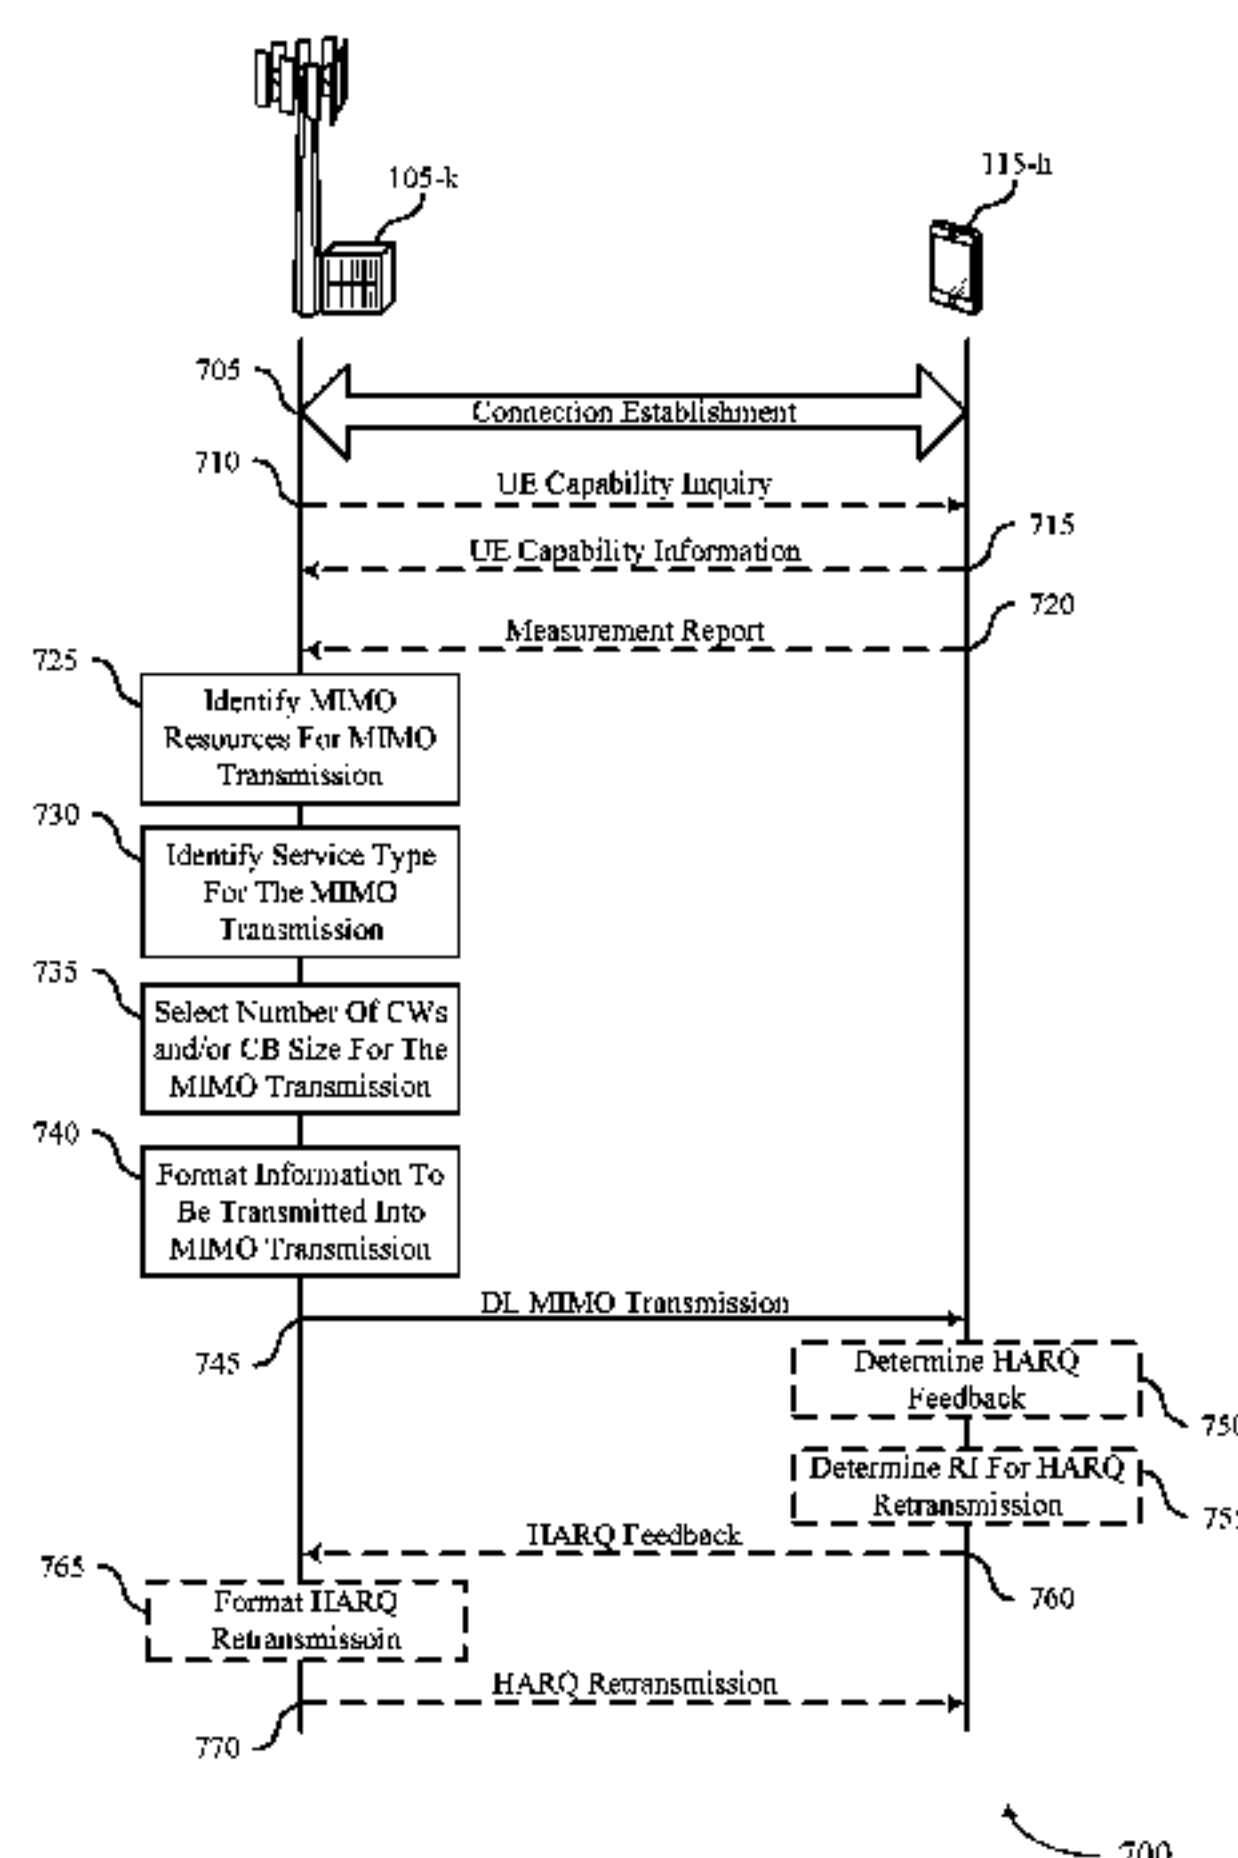 105-k
115-h
705
Connection Establishment
710
UE Capability Inquiry
715
UE Capability Information
720
Measurement Report
725
Identify MIMO
Resources For MIMO
Transmission
730
Identify Service Type
For The MIMO
Transmission
735
Select Number Of CWs
and/or CB Size For The
MIMO Transmission
740
Format Information To
Be Transmitted Into
MIMO Transmission
DL MIMO Transmission
745
Determine HARQ
Feedback
750
Determine RI For HARQ
Retransmission
755
HARQ Feedback
765
760
Format HARQ
Retransmissoin
HARQ Retransmission
770
700